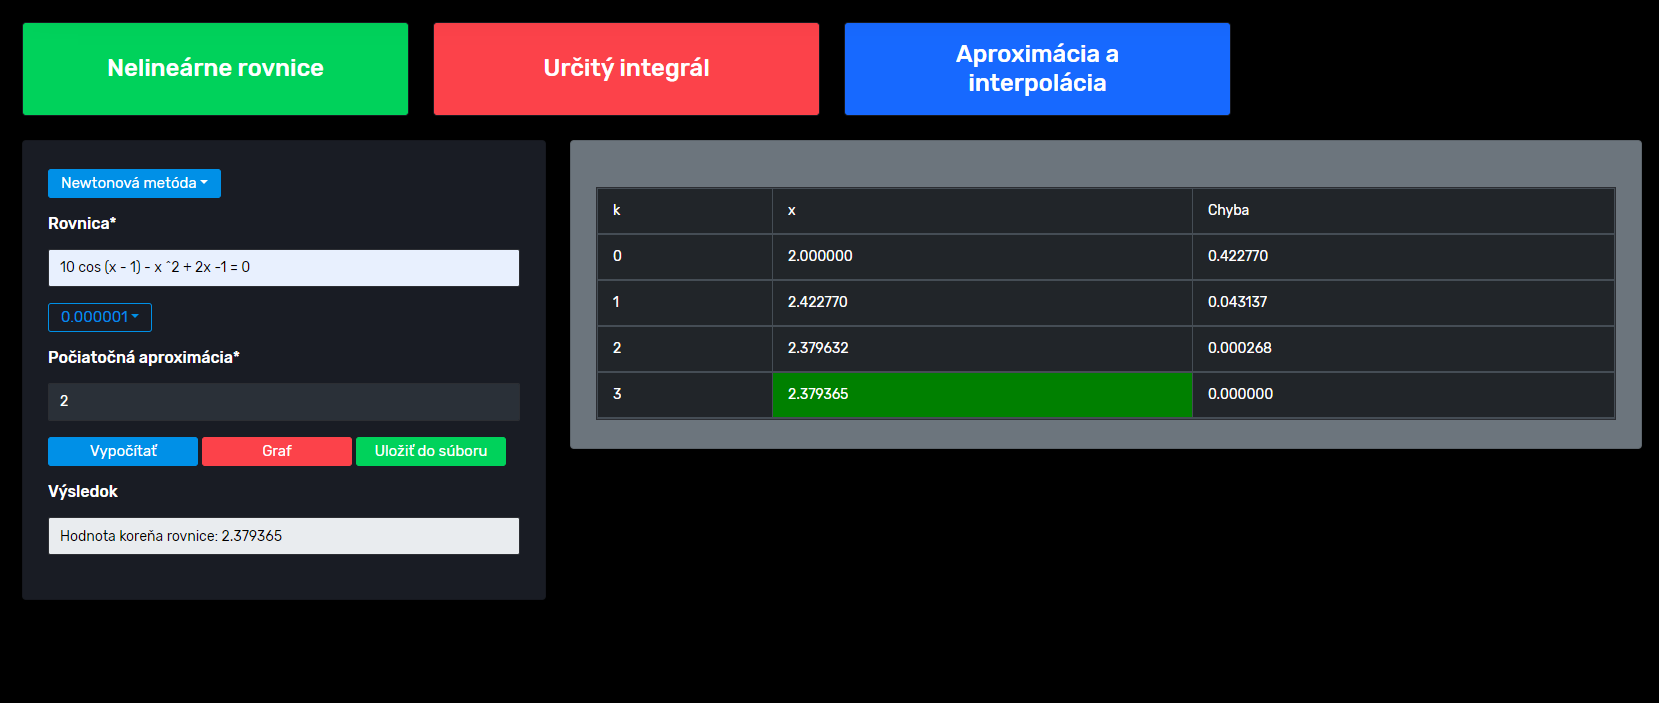 Nelineárne rovnice
Určitý integrál
Aproximácia a
interpolácia
Newtonová metóda
Rovnica*
10 cos (x - 1) - x ^2 + 2x -1 = 0
0.000001
Počiatočná aproximácia*
2
Vypočítať Graf Uložiť do súboru
Výsledok
Hodnota koreňa rovnice: 2.379365
k x Chyba
0 2.000000 0.422770
1 2.422770 0.043137
2 2.379632 0.000268
3 2.379365 0.000000